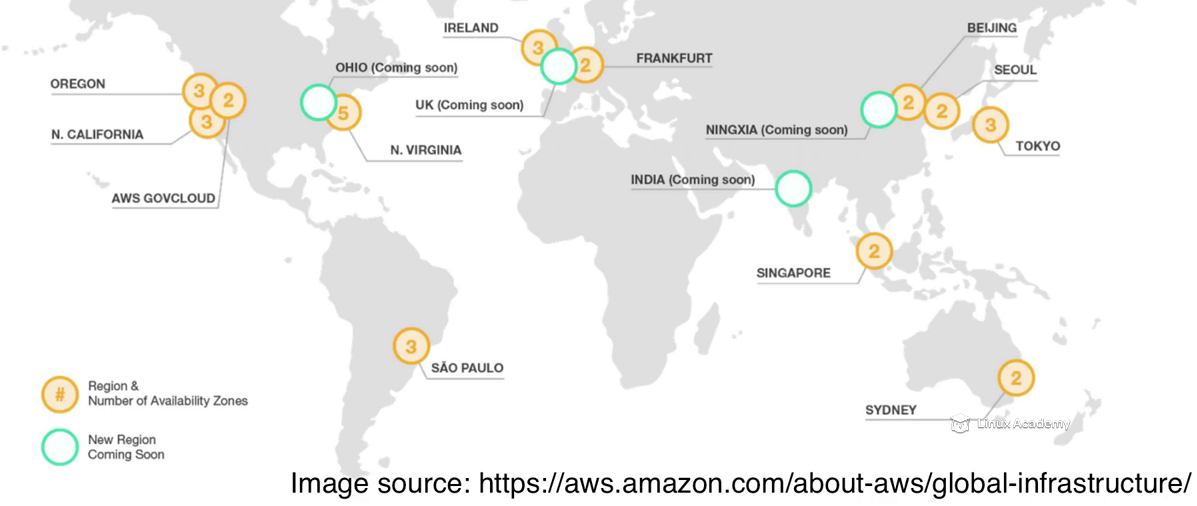 IRELAND
BEIJING
OHIO (Coming soon)
FRANKFURT
SEOUL
OREGON
3
2
3
3
2
5
UK (Coming soon)
2
2
3
N. CALIFORNIA
NINGXIA (Coming soon)
TOKYO
N. VIRGINIA
INDIA (Coming soon)
AWS GOVCLOUD
2
SINGAPORE
3
SÃO PAULO
2
SYDNEY
Linux Academy
# Region &
Number of Availability Zones
New Region
Coming Soon
Image source: https://aws.amazon.com/about-aws/global-infrastructure/